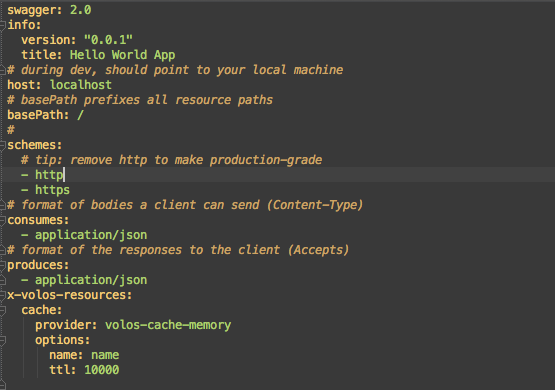 swagger: 2.0
info:
  version: "0.0.1"
  title: Hello World App
# during dev, should point to your local machine
host: localhost
# basePath prefixes all resource paths
basePath: /
#
schemes:
  # tip: remove http to make production-grade
  - http
  - https
# format of bodies a client can send (Content-Type)
consumes:
  - application/json
# format of the responses to the client (Accepts)
produces:
  - application/json
x-volos-resources:
  cache:
    provider: volos-cache-memory
    options:
      name: name
      ttl: 10000